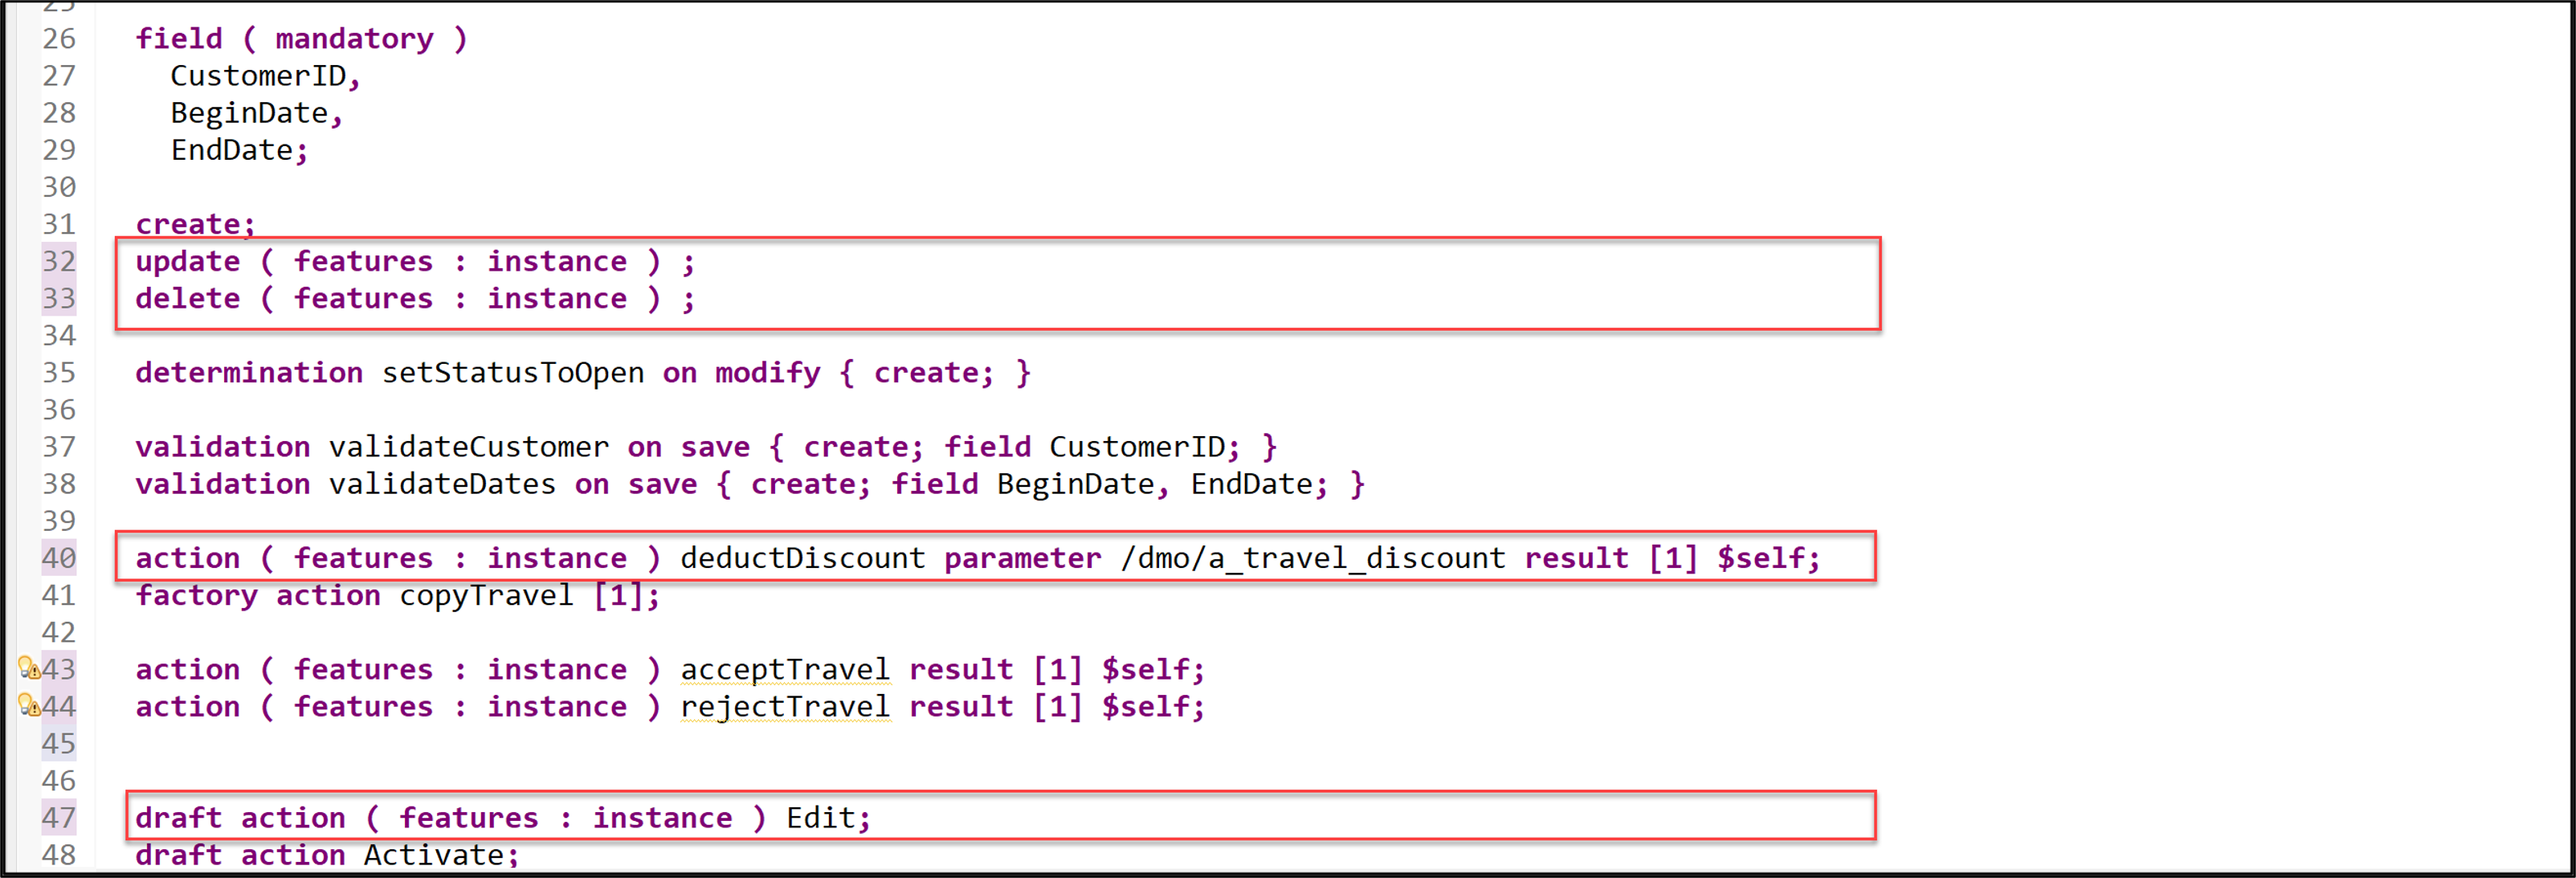 25
26 field ( mandatory )
27 CustomerID,
28 BeginDate,
29 EndDate;
30
31 create;
32 update ( features : instance ) ;
33 delete ( features : instance ) ;
34
35 determination setStatusToOpen on modify { create; }
36
37 validation validateCustomer on save { create; field CustomerID; }
38 validation validateDates on save { create; field BeginDate, EndDate; }
39
40 action ( features : instance ) deductDiscount parameter /dmo/a_travel_discount result [1] $self;
41 factory action copyTravel [1];
42
43 action ( features : instance ) acceptTravel result [1] $self;
44 action ( features : instance ) rejectTravel result [1] $self;
45
46
47 draft action ( features : instance ) Edit;
48 draft action Activate;